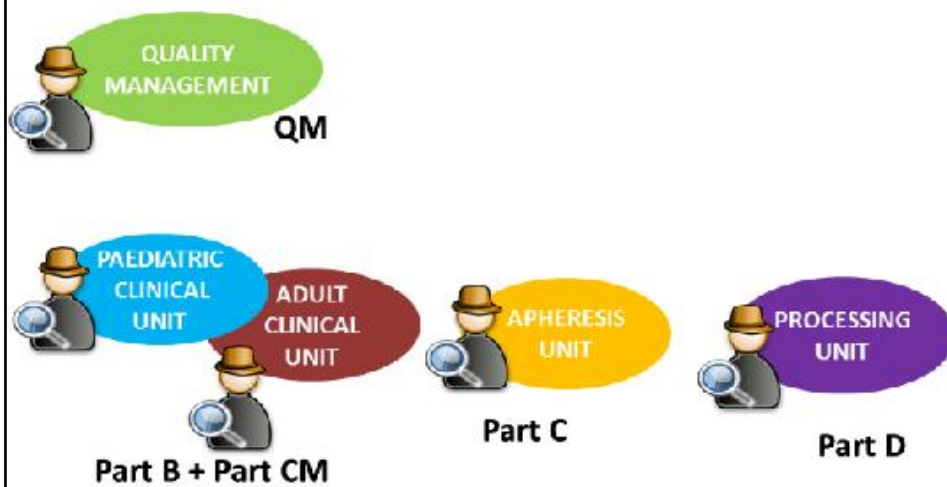 QUALITY
MANAGEMENT
QM
PAEDIATRIC
CLINICAL
UNIT
ADULT
CLINICAL
UNIT
Part B + Part CM
APHERESIS
UNIT
Part C
PROCESSING
UNIT
Part D